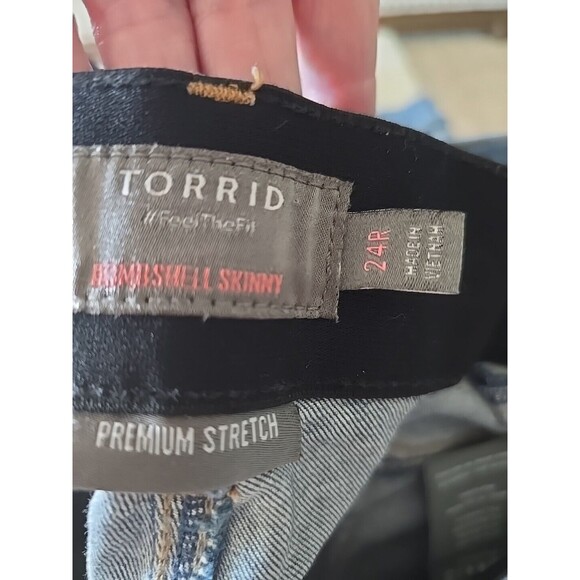 TORRID
//FeelTheFit
BOMBSHELL SKINNY
24R
MADE IN
VIETNAM
PREMIUM STRETCH